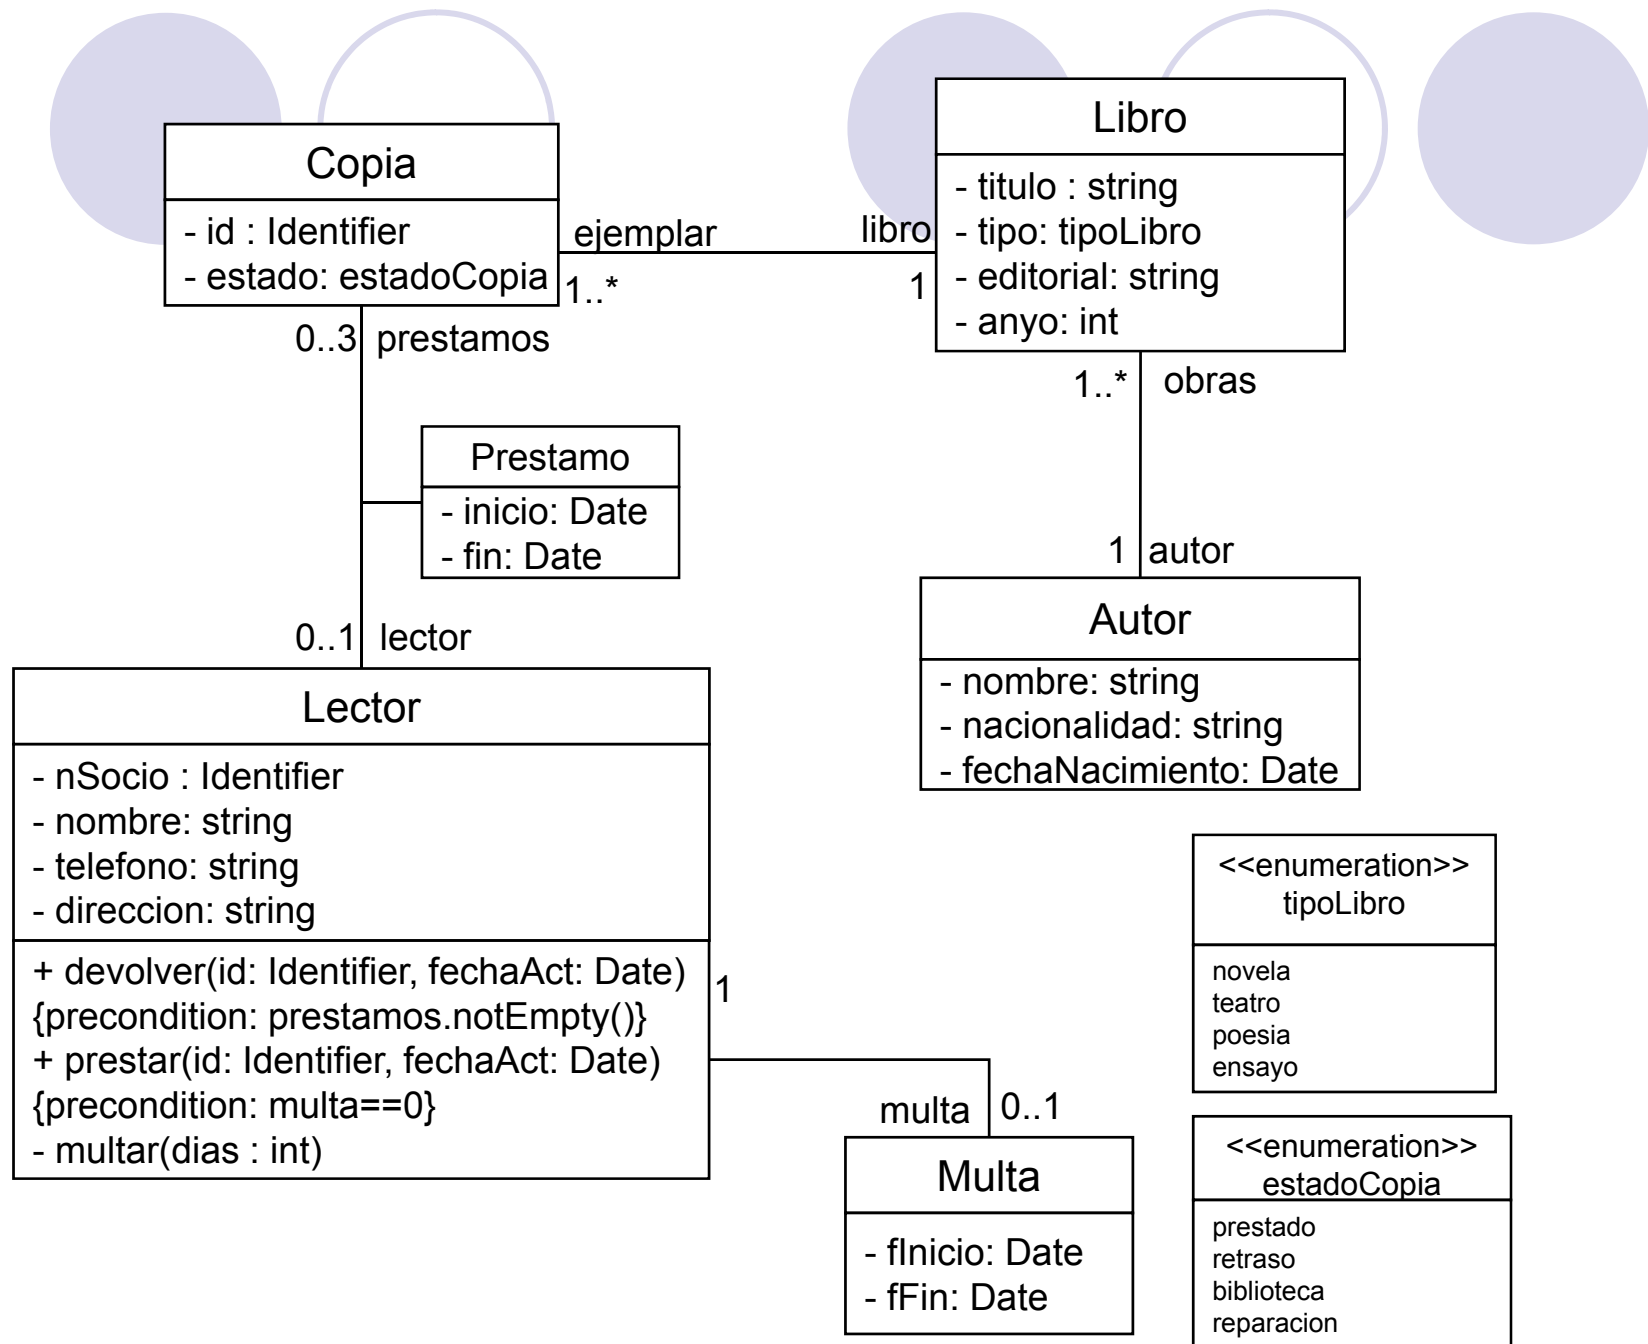 Copia
- id : Identifier
- estado: estadoCopia
ejemplar
1..*
libro
1
Libro
- titulo : string
- tipo: tipoLibro
- editorial: string
- anyo: int
0..3 prestamos
1..* obras
Prestamo
- inicio: Date
- fin: Date
1 autor
Autor
- nombre: string
- nacionalidad: string
- fechaNacimiento: Date
0..1 lector
Lector
- nSocio : Identifier
- nombre: string
- telefono: string
- direccion: string
+ devolver(id: Identifier, fechaAct: Date)
{precondition: prestamos.notEmpty()}
+ prestar(id: Identifier, fechaAct: Date)
{precondition: multa==0}
- multar(dias : int)
1
multa 0..1
Multa
- fInicio: Date
- fFin: Date
<<enumeration>>
tipoLibro
novela
teatro
poesia
ensayo
<<enumeration>>
estadoCopia
prestado
retraso
biblioteca
reparacion